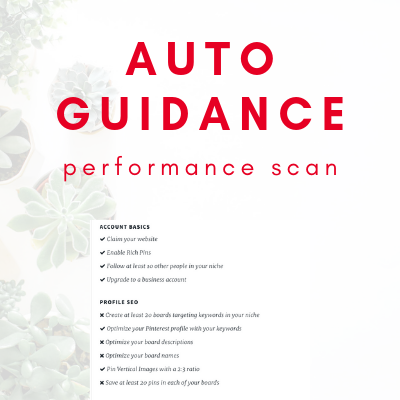 AUTO
GUIDANCE
performance scan
ACCOUNT BASICS
✔ Claim your website
✔ Enable Rich Pins
✔ Follow at least 10 other people in your niche
✔ Upgrade to a business account
PROFILE SEO
✖ Create at least 20 boards targeting keywords in your niche
✔ Optimize your Pinterest profile with your keywords
✖ Optimize your board descriptions
✖ Optimize your board names
✔ Pin Vertical Images with a 2:3 ratio
✖ Save at least 20 pins in each of your boards